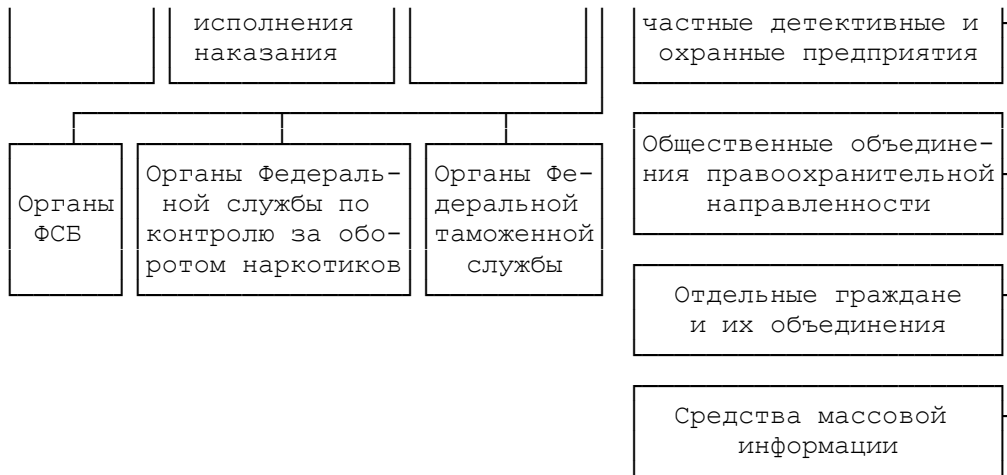 исполнения
наказания
частные детективные и
охранные предприятия
Органы
ФСБ
Органы Федераль-
ной службы по
контролю за обо-
ротом наркотиков
Органы Фе-
деральной
таможенной
службы
Общественные объедине-
ния правоохранительной
направленности
Отдельные граждане
и их объединения
Средства массовой
информации